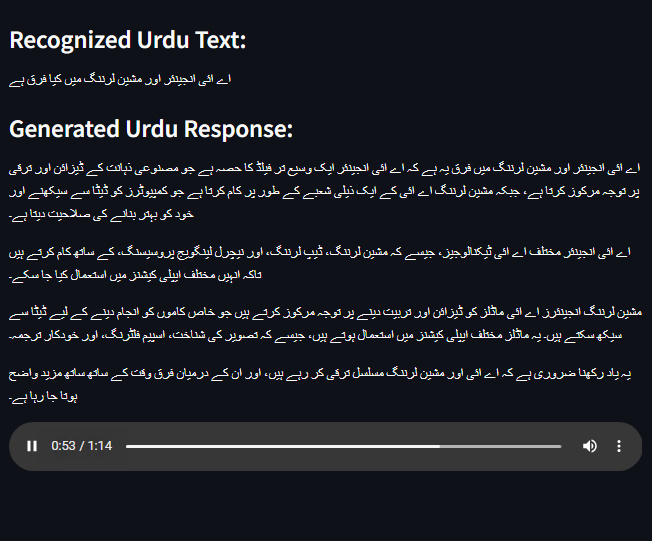 Recognized Urdu Text:
اے ائی انجینئر اور مشین لرننگ میں کیا فرق ہے
Generated Urdu Response:
اے ائی انجینئر اور مشین لرننگ میں فرق یہ ہے کہ اے ائی انجینئر ایک وسیع تر فیلڈ کا حصہ ہے جو مصنوعی ذہانت کے ڈیزائن اور ترقی
پر توجہ مرکوز کرتا ہے، جبکہ مشین لرننگ اے ائی کے ایک ذیلی شعبے کے طور پر کام کرتا ہے جو کمپیوٹرز کو ڈیٹا سے سیکھنے اور
خود کو بہتر بنانے کی صلاحیت دیتا ہے۔
اے ائی انجینئر مختلف اے ائی ٹیکنالوجیز، جیسے کہ مشین لرننگ، ڈیپ لرننگ، اور نیچرل لینگویج پروسیسنگ، کے ساتھ کام کرتے ہیں
تاکہ انہیں مختلف ایپلی کیشنز میں استعمال کیا جا سکے۔
مشین لرننگ انجینئرز اے ائی ماڈلز کو ڈیزائن اور تربیت دینے پر توجہ مرکوز کرتے ہیں جو خاص کاموں کو انجام دینے کے لیے ڈیٹا سے
سیکھ سکتے ہیں۔ یہ ماڈلز مختلف ایپلی کیشنز میں استعمال ہوتے ہیں، جیسے کہ تصویر کی شناخت، اسپیم فلٹرنگ، اور خودکار ترجمہ۔
یہ یاد رکھنا ضروری ہے کہ اے ائی اور مشین لرننگ مسلسل ترقی کر رہے ہیں، اور ان کے درمیان فرق وقت کے ساتھ ساتھ مزید واضح
ہوتا جا رہا ہے۔
0:53 / 1:14